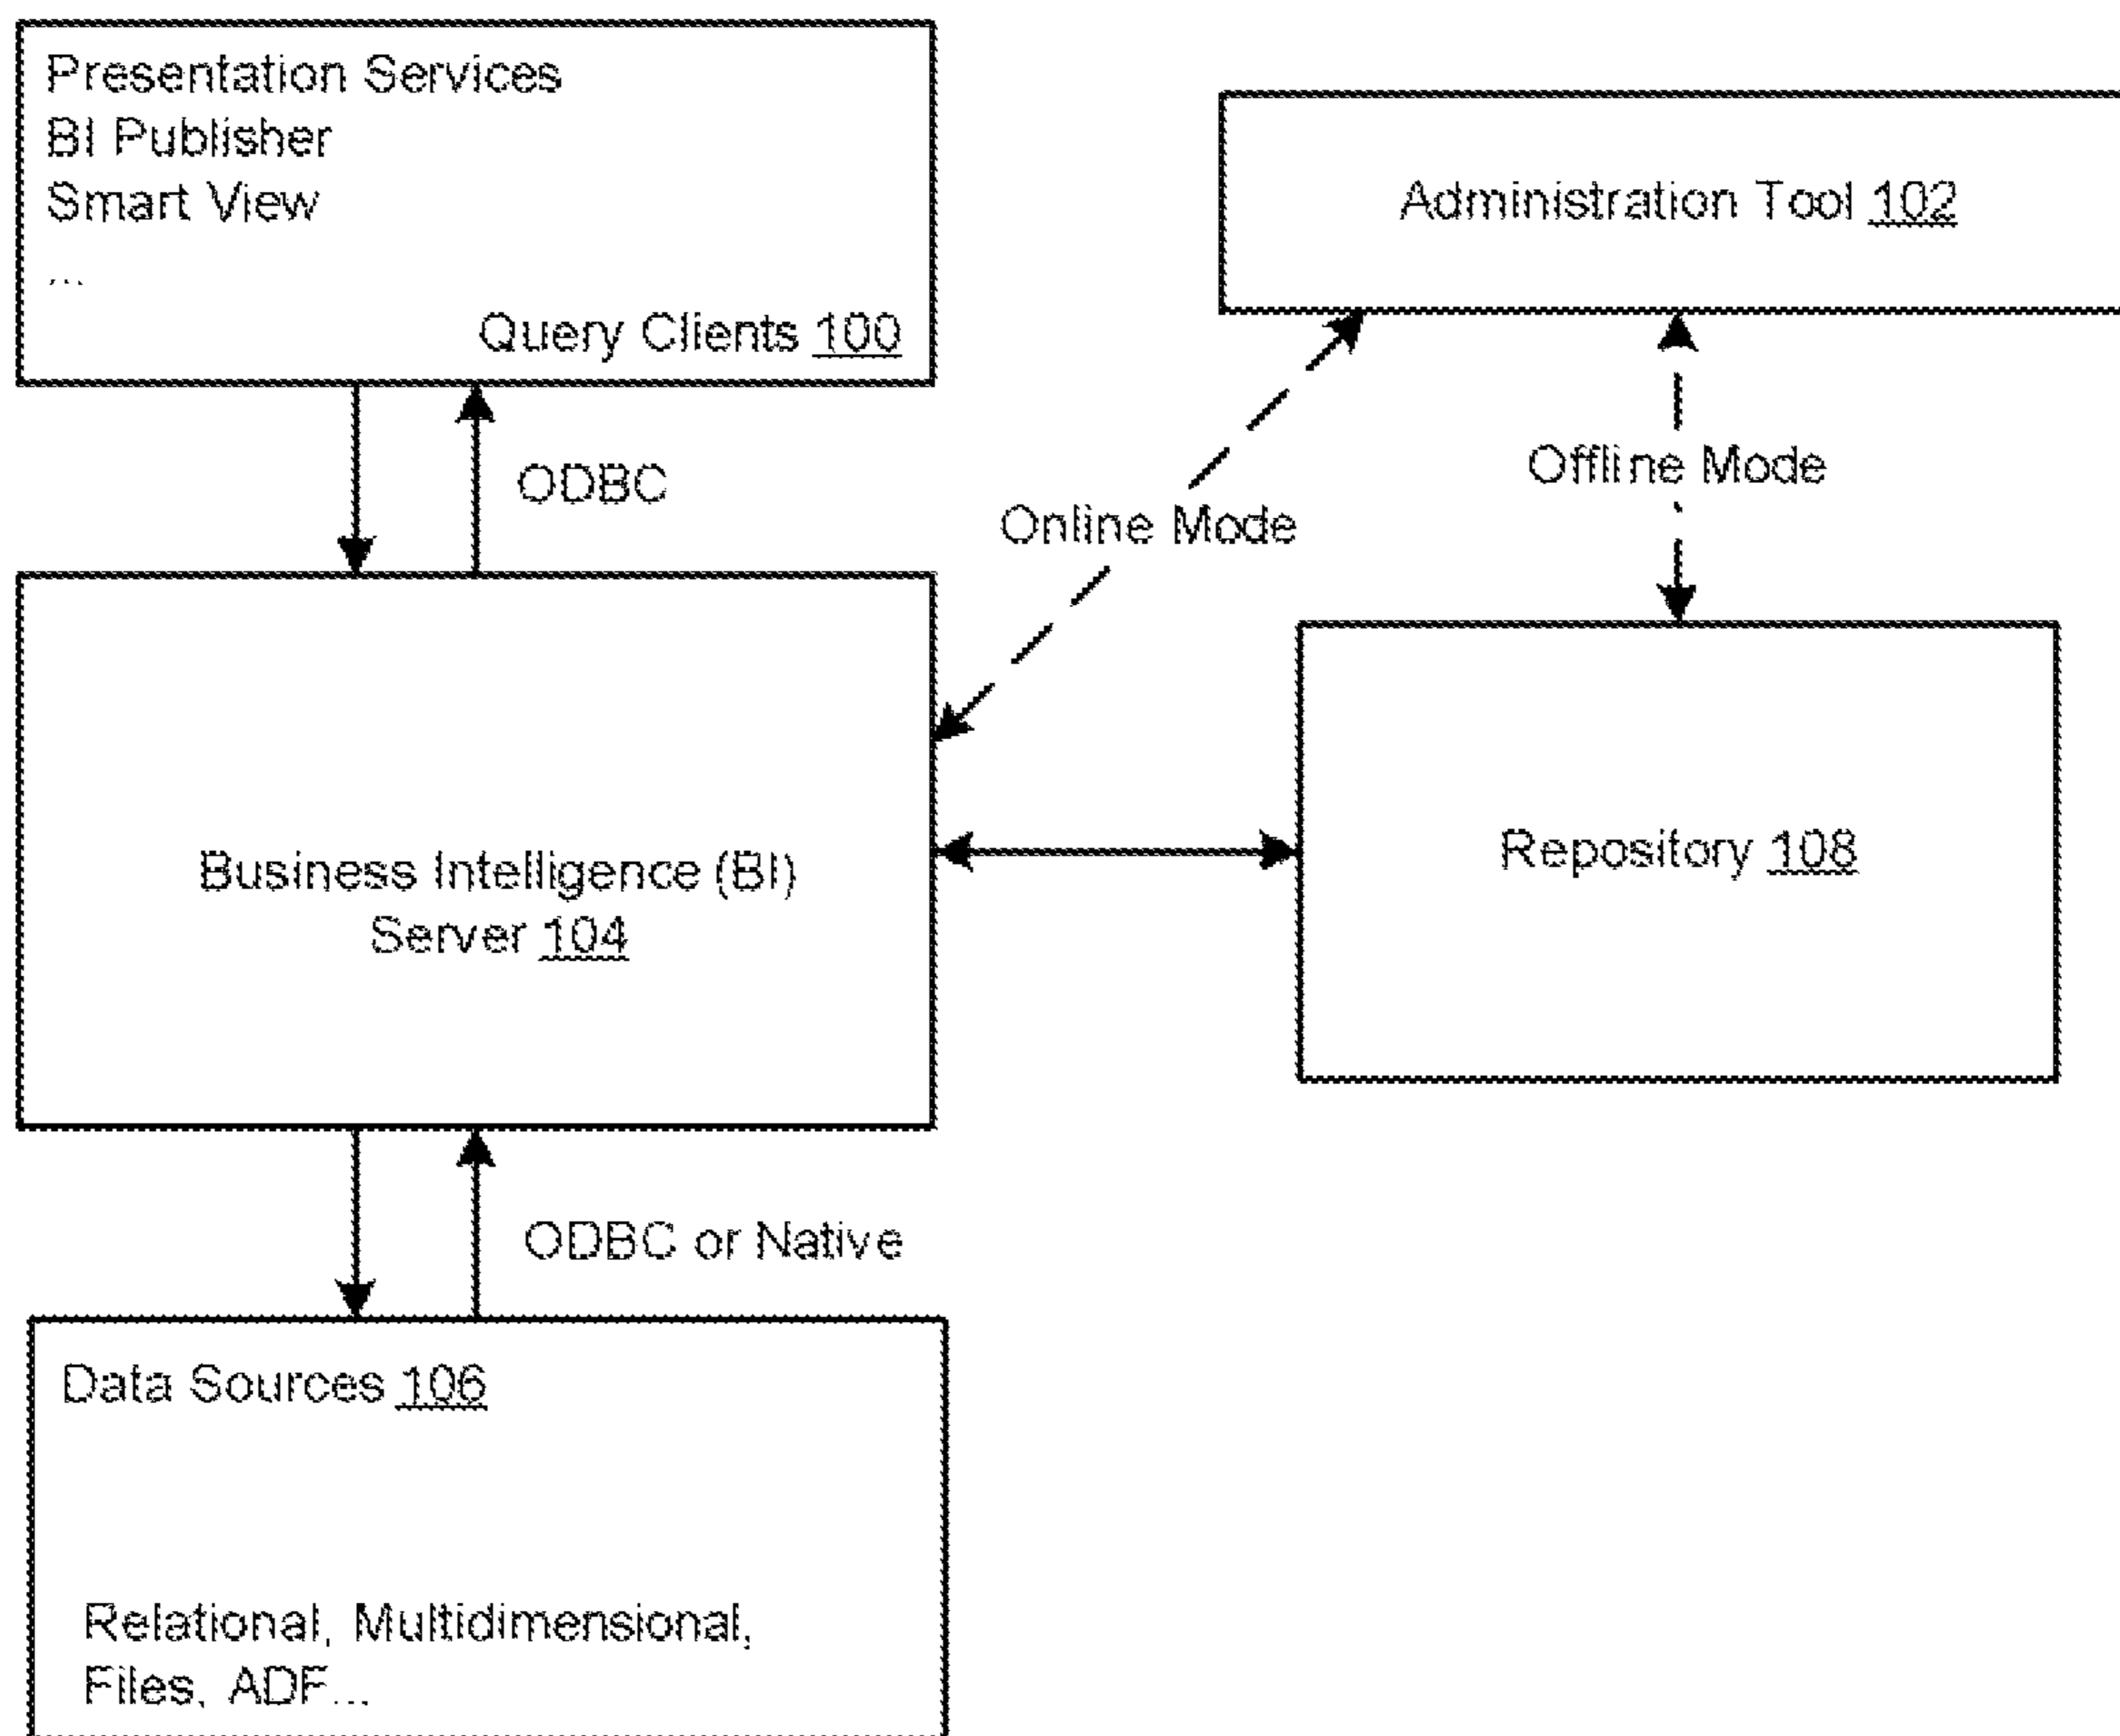 Presentation Services
BI Publisher
Smart View
...
Query Clients 100
Administration Tool 102
ODBC
Offline Mode
Online Mode
Business Intelligence (BI)
Server 104
Repository 108
ODBC or Native
Data Sources 106
Relational, Multidimensional,
Files, ADF...